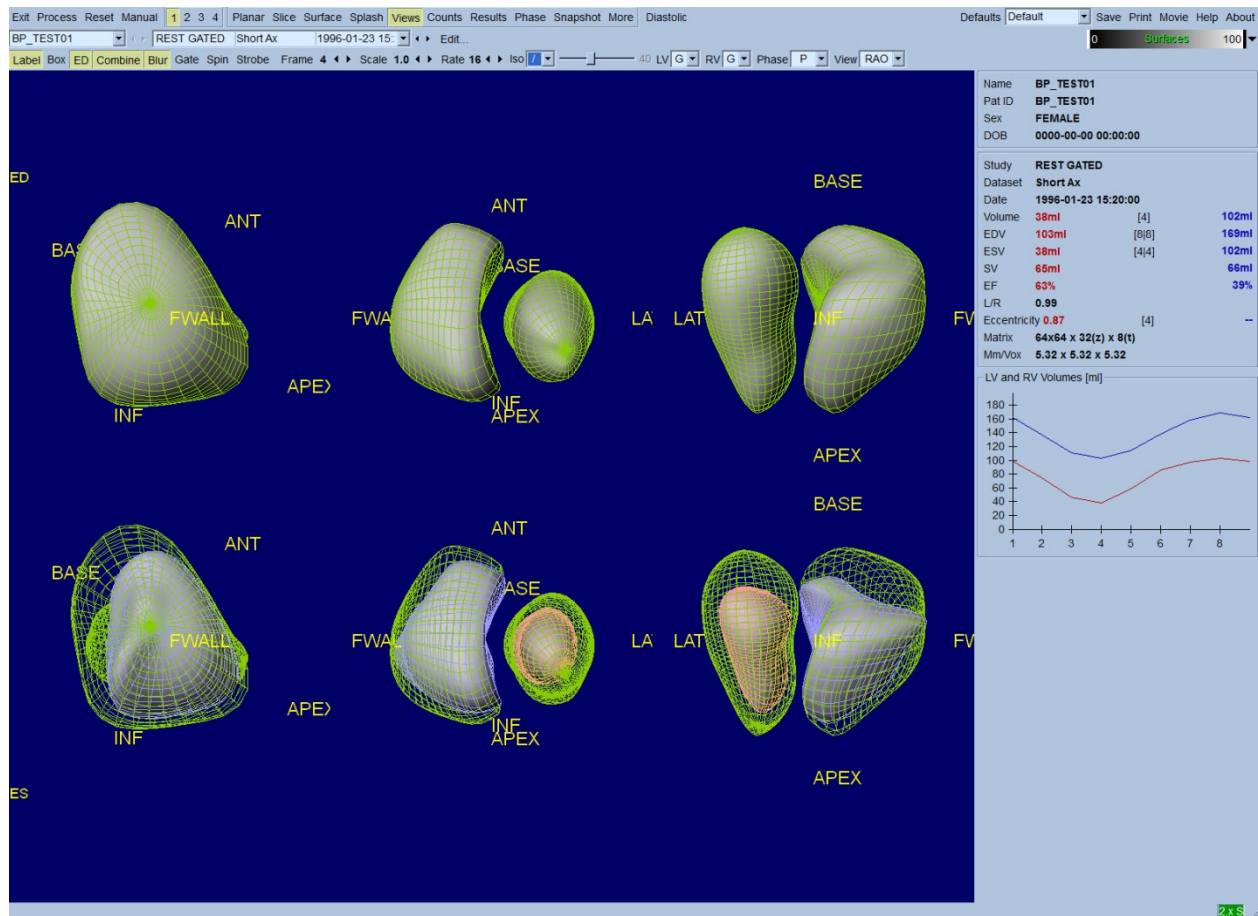 Exit Process Reset Manual 1 2 3 4 Planar Slice Surface Splash Views Counts Results Phase Snapshot More Diastolic Defaults Default Save Print Movie Help About
BP_TEST01 REST GATED Short Ax 1996-01-23 15: Edit...
0 Surfaces 100
Label Box ED Combine Blur Gate Spin Strobe Frame 4 Scale 1.0 Rate 16 Iso / 40 LV G RV G Phase P View RAO
Name BP_TEST01
Pat ID BP_TEST01
Sex FEMALE
DOB 0000-00-00 00:00:00
Study REST GATED
Dataset Short Ax
Date 1996-01-23 15:20:00
Volume 38ml [4] 102ml
EDV 103ml [8|8] 169ml
ESV 38ml [4|4] 102ml
SV 65ml 66ml
EF 63% 39%
L/R 0.99
Eccentricity 0.87 [4] --
Matrix 64x64 x 32(z) x 8(t)
Mm/Vox 5.32 x 5.32 x 5.32
LV and RV Volumes [ml]
180
160
140
120
100
80
60
40
20
0
1 2 3 4 5 6 7 8
ED
BASE
ANT ANT
BAS BASE
FWALL FWA LA LAT INF FW
APEX
INF INF
APEX
APEX
BASE
ANT ANT
BASE ASE
FWALL FWAL LA LAT INF FW
APEX
INF INF
APEX
APEX
ES
2 x S